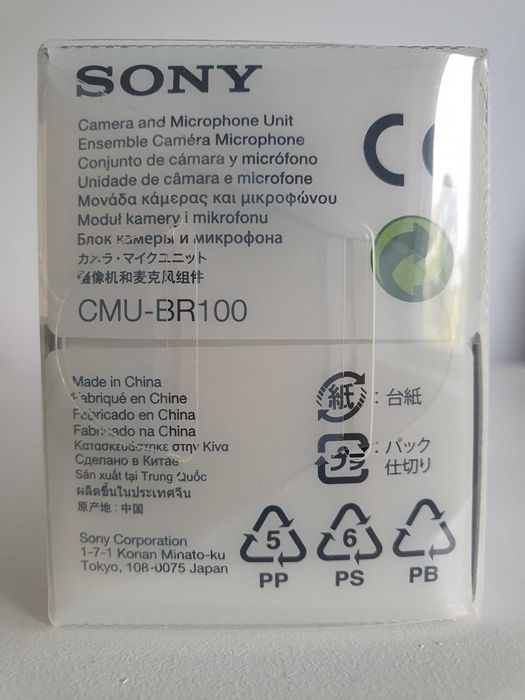 SONY
Camera and Microphone Unit
Ensemble Caméra Microphone
Conjunto de cámara y micrófono
Unidade de câmara e microfone
Μονάδα κάμερας και μικροφώνου
Moduł kamery i mikrofonu
Блок камеры и микрофона
カメラ・マイクユニット
摄像机和麦克风组件
CMU-BR100
CE
Made in China
Fabriqué en Chine
Fabricado en China
Fabricado na China
Κατασκευάστηκε στην Κίνα
Сделано в Китае
Sản xuất tại Trung Quốc
ผลิตขึ้นในประเทศจีน
原产地: 中国
紙 : 台紙
プラ : パック
仕切り
Sony Corporation
1-7-1 Konan Minato-ku
Tokyo, 108-0075 Japan
5 6
PP PS PB